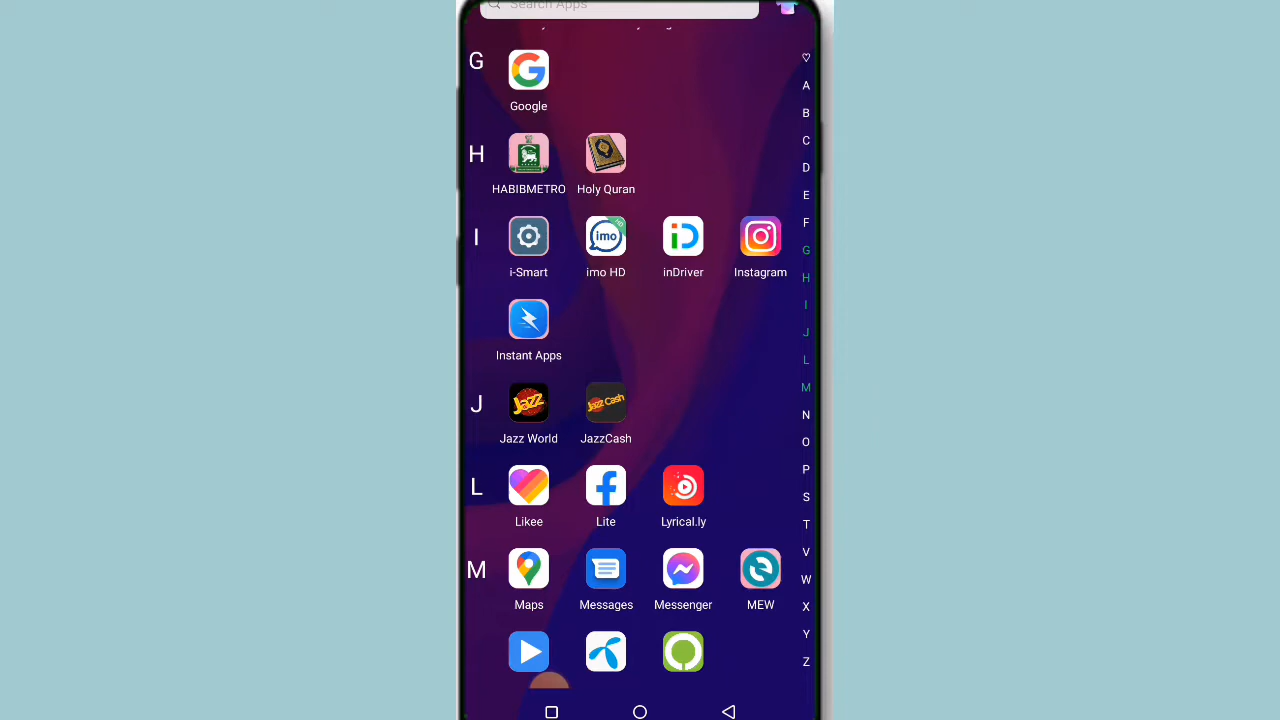 Search Apps
G
Google
H
HABIBMETRO Holy Quran
I
i-Smart imo HD inDriver Instagram
Instant Apps
J
Jazz World JazzCash
L
Likee Lite Lyrical.ly
M
Maps Messages Messenger MEW
♡
A
B
C
D
E
F
G
H
I
J
L
M
N
O
P
S
T
V
W
X
Y
Z